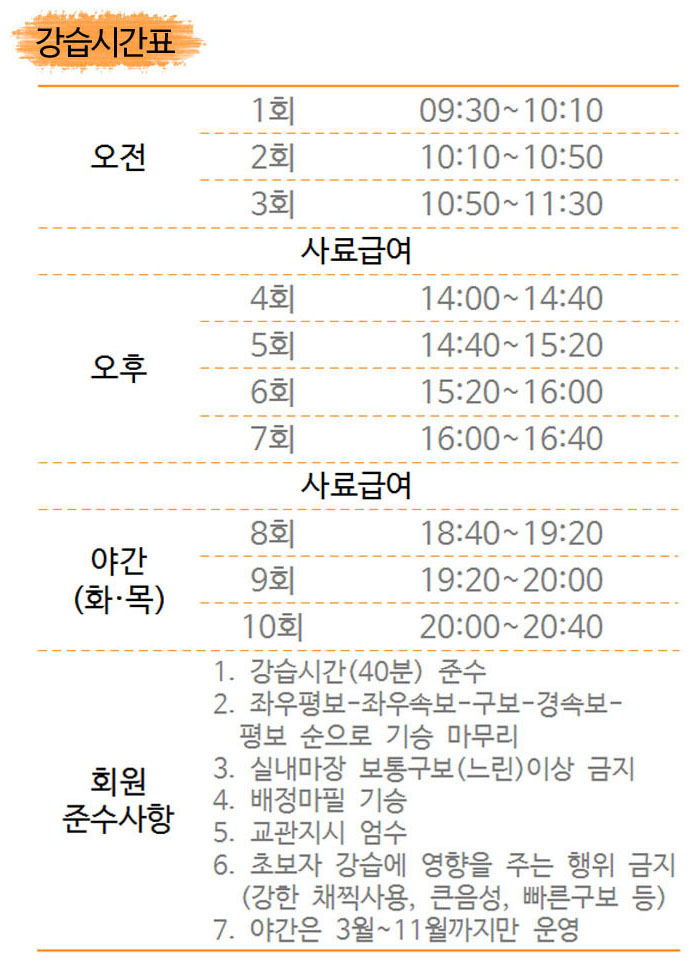 강습시간표
오전
1회 09:30~10:10
2회 10:10~10:50
3회 10:50~11:30
사료급여
오후
4회 14:00~14:40
5회 14:40~15:20
6회 15:20~16:00
7회 16:00~16:40
사료급여
야간
(화·목)
8회 18:40~19:20
9회 19:20~20:00
10회 20:00~20:40
회원
준수사항
1. 강습시간(40분) 준수
2. 좌우평보-좌우속보-구보-경속보-
평보 순으로 기승 마무리
3. 실내마장 보통구보(느린)이상 금지
4. 배정마필 기승
5. 교관지시 엄수
6. 초보자 강습에 영향을 주는 행위 금지
(강한 채찍사용, 큰음성, 빠른구보 등)
7. 야간은 3월~11월까지만 운영